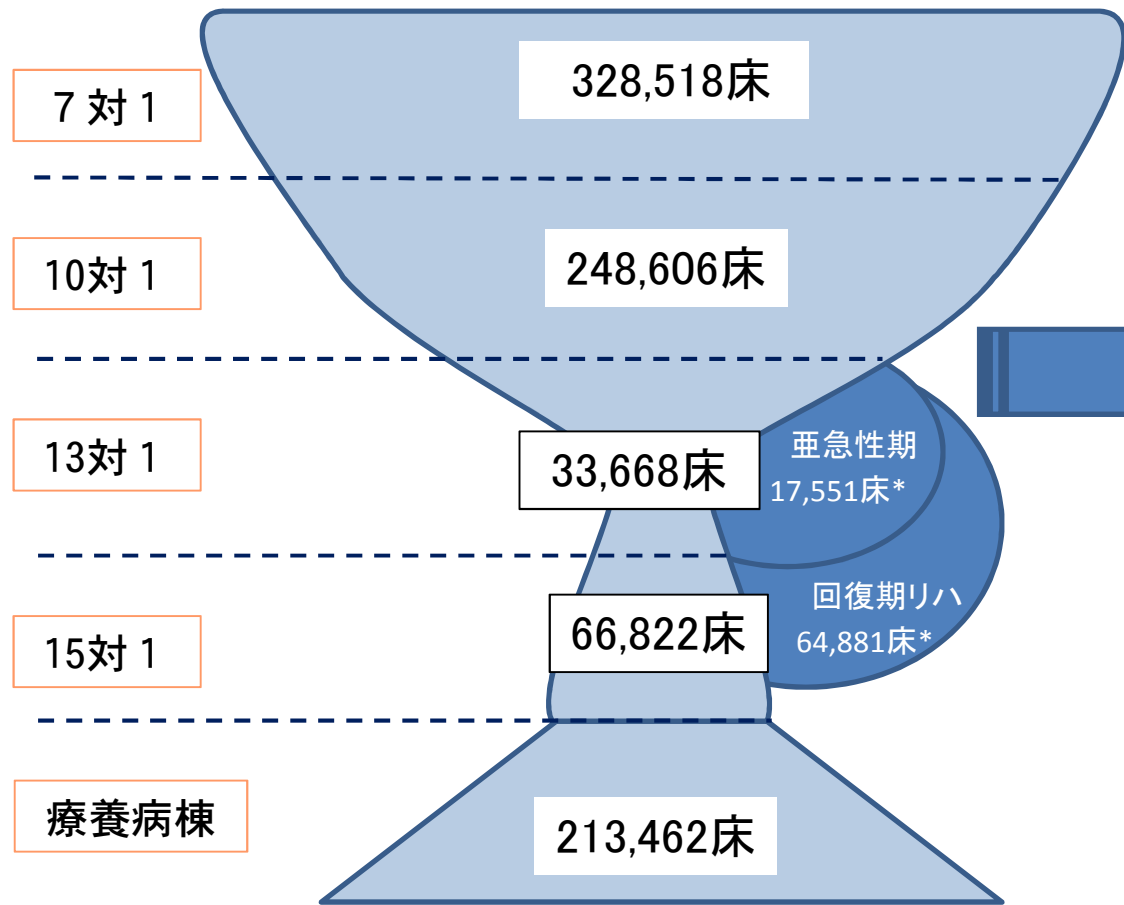 7対1
328,518床
10対1
248,606床
13対1
33,668床
亜急性期
17,551床*
15対1
66,822床
回復期リハ
64,881床*
療養病棟
213,462床